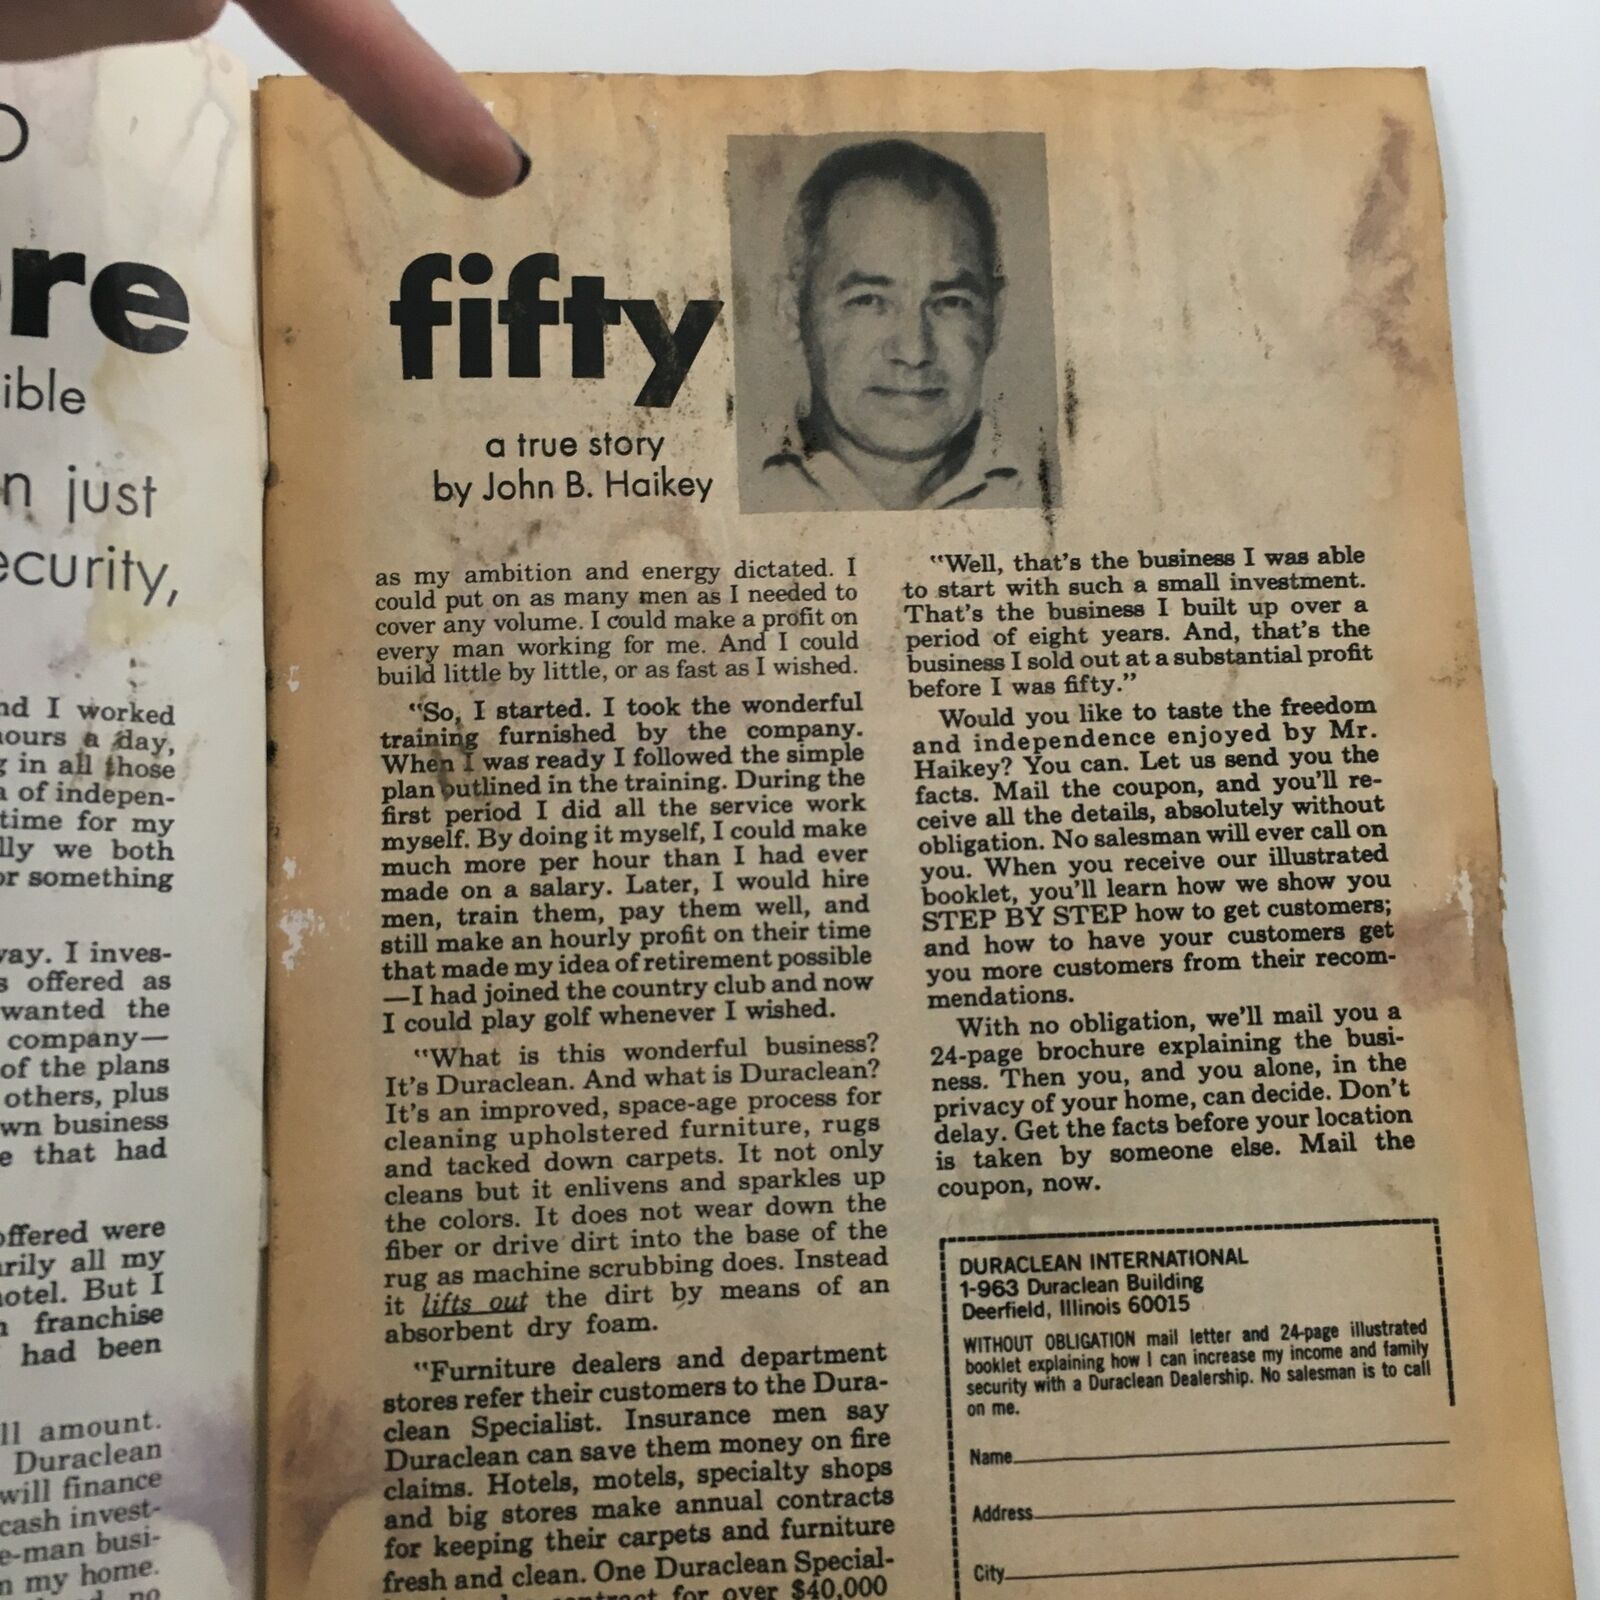 re
ible
just
ecurity,
nd I worked
hours a day,
in all those
of indepen-
time for my
lly we both
or something
way. I inves-
offered as
wanted the
company—
of the plans
others, plus
wn business
that had
offered were
rily all my
hotel. But I
franchise
had been
ll amount.
Duraclean
will finance
cash invest-
e-man busi-
my home.
no
fifty
a true story
by John B. Haikey
as my ambition and energy dictated. I
could put on as many men as I needed to
cover any volume. I could make a profit on
every man working for me. And I could
build little by little, or as fast as I wished.
"So, I started. I took the wonderful
training furnished by the company.
When I was ready I followed the simple
plan outlined in the training. During the
first period I did all the service work
myself. By doing it myself, I could make
much more per hour than I had ever
made on a salary. Later, I would hire
men, train them, pay them well, and
still make an hourly profit on their time
that made my idea of retirement possible
—I had joined the country club and now
I could play golf whenever I wished.
"What is this wonderful business?
It's Duraclean. And what is Duraclean?
It's an improved, space-age process for
cleaning upholstered furniture, rugs
and tacked down carpets. It not only
cleans but it enlivens and sparkles up
the colors. It does not wear down the
fiber or drive dirt into the base of the
rug as machine scrubbing does. Instead
it lifts out the dirt by means of an
absorbent dry foam.
"Furniture dealers and department
stores refer their customers to the Dura-
clean Specialist. Insurance men say
Duraclean can save them money on fire
claims. Hotels, motels, specialty shops
and big stores make annual contracts
for keeping their carpets and furniture
fresh and clean. One Duraclean Special-
contract for over $40,000
"Well, that's the business I was able
to start with such a small investment.
That's the business I built up over a
period of eight years. And, that's the
business I sold out at a substantial profit
before I was fifty."
Would you like to taste the freedom
and independence enjoyed by Mr.
Haikey? You can. Let us send you the
facts. Mail the coupon, and you'll re-
ceive all the details, absolutely without
obligation. No salesman will ever call on
you. When you receive our illustrated
booklet, you'll learn how we show you
STEP BY STEP how to get customers;
and how to have your customers get
you more customers from their recom-
mendations.
With no obligation, we'll mail you a
24-page brochure explaining the busi-
ness. Then you, and you alone, in the
privacy of your home, can decide. Don't
delay. Get the facts before your location
is taken by someone else. Mail the
coupon, now.
DURACLEAN INTERNATIONAL
1-963 Duraclean Building
Deerfield, Illinois 60015
WITHOUT OBLIGATION mail letter and 24-page illustrated
booklet explaining how I can increase my income and family
security with a Duraclean Dealership. No salesman is to call
on me.
Name
Address
City